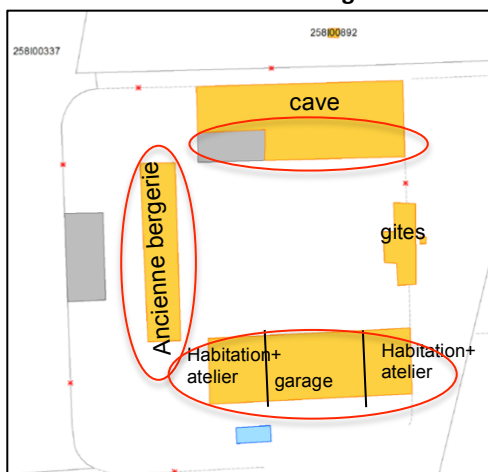 258I00892
258I00337
cave
Ancienne bergerie
gites
Habitation+
atelier
garage
Habitation+
atelier